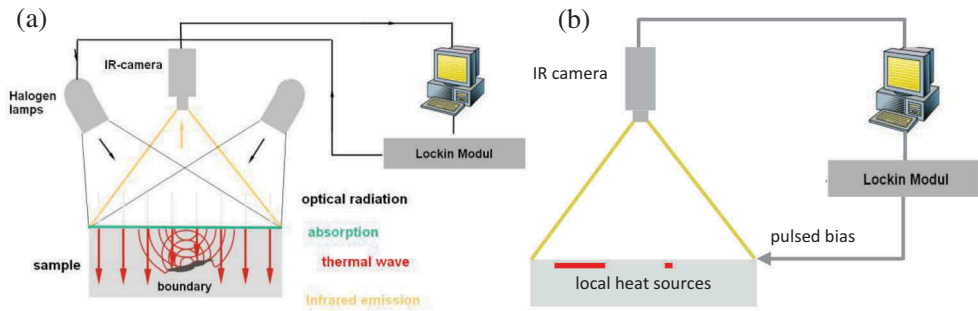 (a)
IR-camera
Halogen
lamps
Lockin Modul
optical radiation
absorption
thermal wave
Infrared emission
sample
boundary
(b)
IR camera
Lockin Modul
pulsed bias
local heat sources